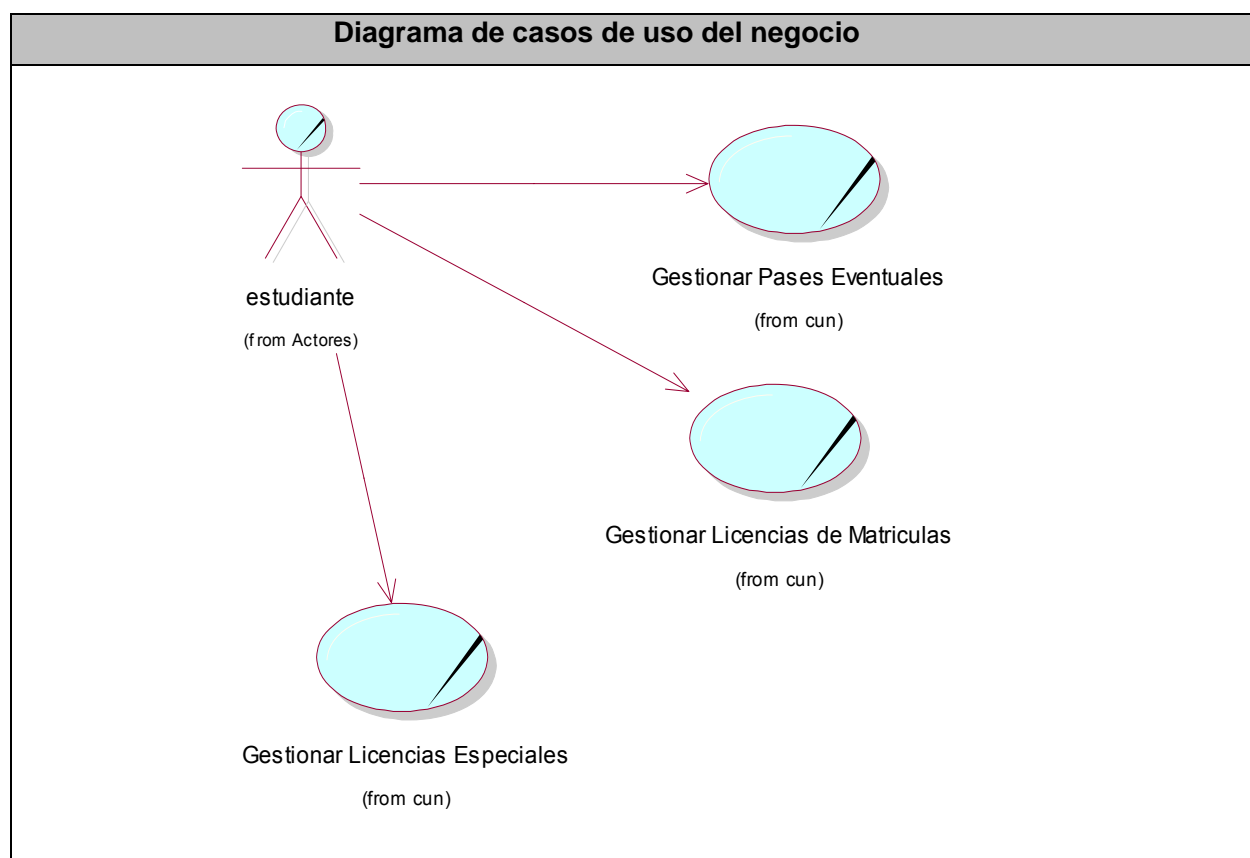 Diagrama de casos de uso del negocio
estudiante
(from Actores)
Gestionar Pases Eventuales
(from cun)
Gestionar Licencias de Matriculas
(from cun)
Gestionar Licencias Especiales
(from cun)